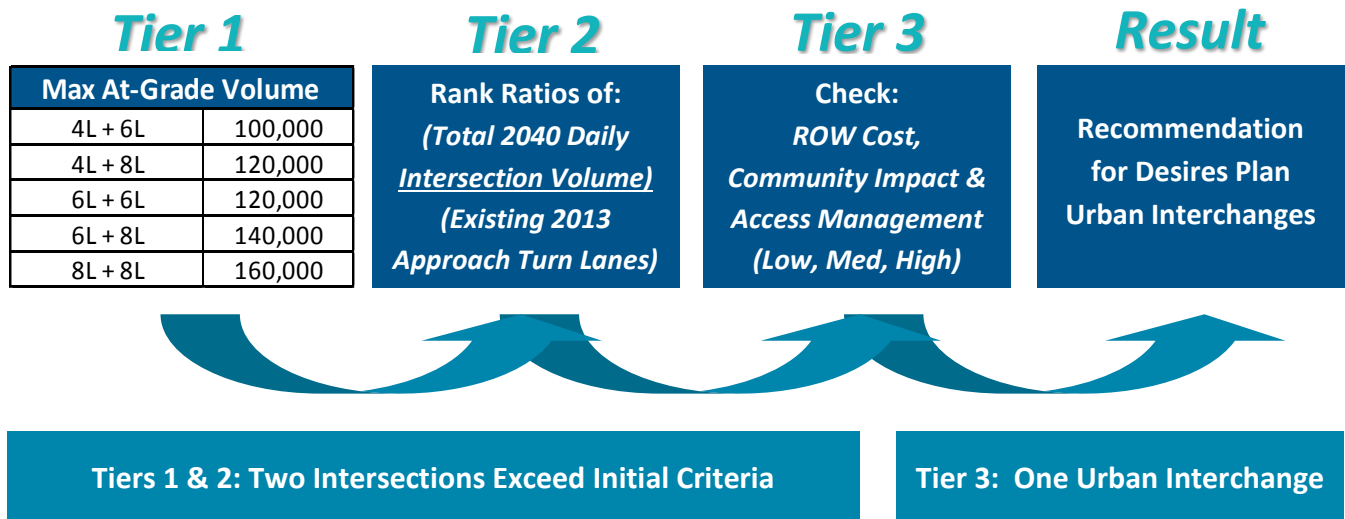 Tier 1
Tier 2
Tier 3
Result
Max At-Grade Volume
4L + 6L 100,000
4L + 8L 120,000
6L + 6L 120,000
6L + 8L 140,000
8L + 8L 160,000
Rank Ratios of:
(Total 2040 Daily
Intersection Volume)
(Existing 2013
Approach Turn Lanes)
Check:
ROW Cost,
Community Impact &
Access Management
(Low, Med, High)
Recommendation
for Desires Plan
Urban Interchanges
Tiers 1 & 2: Two Intersections Exceed Initial Criteria
Tier 3: One Urban Interchange